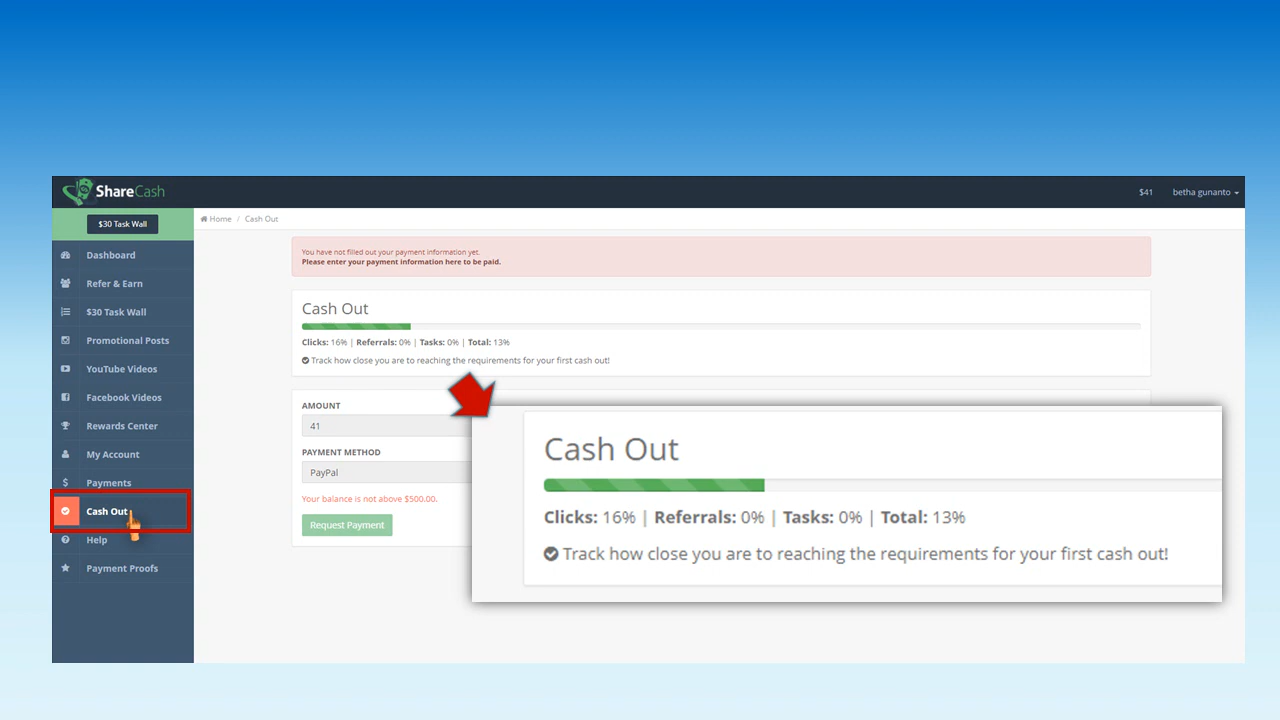 ShareCash
$41
betha gunanto
$30 Task Wall
Home / Cash Out
Dashboard
Refer & Earn
$30 Task Wall
Promotional Posts
YouTube Videos
Facebook Videos
Rewards Center
My Account
Payments
Cash Out
Help
Payment Proofs
You have not filled out your payment information yet.
Please enter your payment information here to be paid.
Cash Out
Clicks: 16% | Referrals: 0% | Tasks: 0% | Total: 13%
Track how close you are to reaching the requirements for your first cash out!
AMOUNT
41
PAYMENT METHOD
PayPal
Your balance is not above $500.00.
Request Payment
Cash Out
Clicks: 16% | Referrals: 0% | Tasks: 0% | Total: 13%
Track how close you are to reaching the requirements for your first cash out!